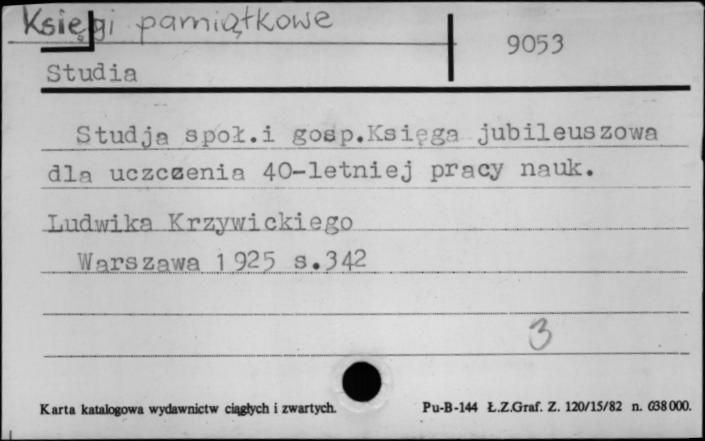 Księgi pamiątkowe
9053
Studia
Studja społ.i gosp.Księga jubileuszowa
dla uczczenia 40-letniej pracy nauk.
Ludwika Krzywickiego
Warszawa 1925 s.342
3
Karta katalogowa wydawnictw ciągłych i zwartych.
Pu-B-144 Ł.Z.Graf. Z. 120/15/82 n. 638000.